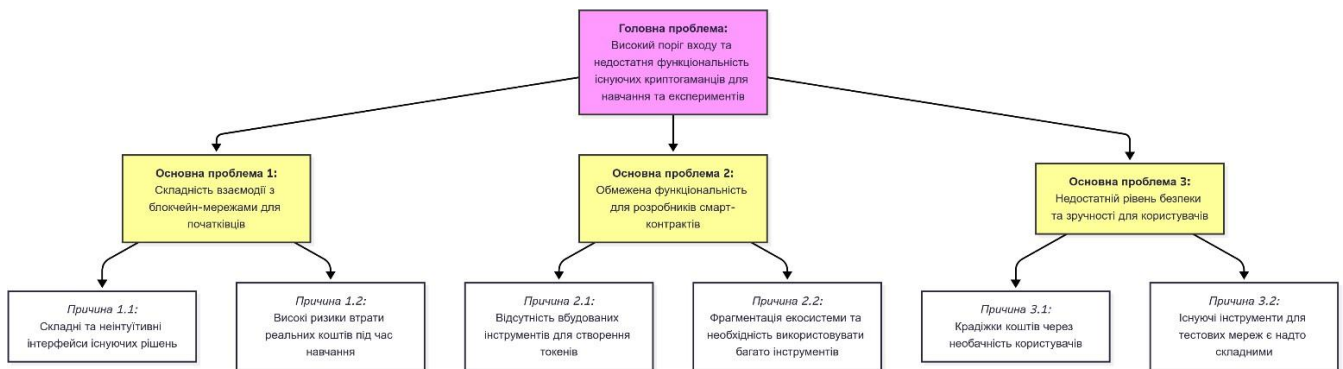 Головна проблема:
Високий поріг входу та
недостатня функціональність
існуючих криптогаманців для
навчання та експериментів
Основна проблема 1:
Складність взаємодії з
блокчейн-мережами для
початківців
Основна проблема 2:
Обмежена функціональність
для розробників смарт-
контрактів
Основна проблема 3:
Недостатній рівень безпеки
та зручності для користувачів
Причина 1.1:
Складні та неінтуїтивні
інтерфейси існуючих рішень
Причина 1.2:
Високі ризики втрати
реальних коштів під час
навчання
Причина 2.1:
Відсутність вбудованих
інструментів для створення
токенів
Причина 2.2:
Фрагментація екосистеми та
необхідність використовувати
багато інструментів
Причина 3.1:
Крадіжки коштів через
необачність користувачів
Причина 3.2:
Існуючі інструменти для
тестових мереж є надто
складними